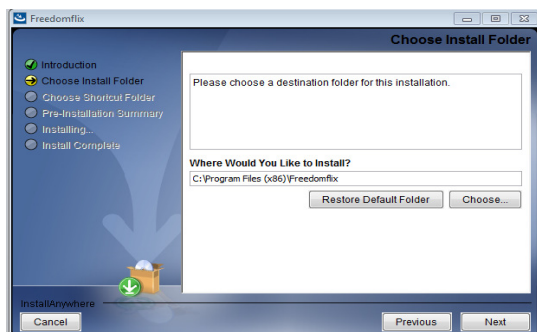 Freedomflix
Choose Install Folder
Introduction
Choose Install Folder
Choose Shortcut Folder
Pre-Installation Summary
Installing...
Install Complete
Please choose a destination folder for this installation.
Where Would You Like to Install?
C:\Program Files (x86)\Freedomflix
Restore Default Folder Choose...
InstallAnywhere
Cancel Previous Next